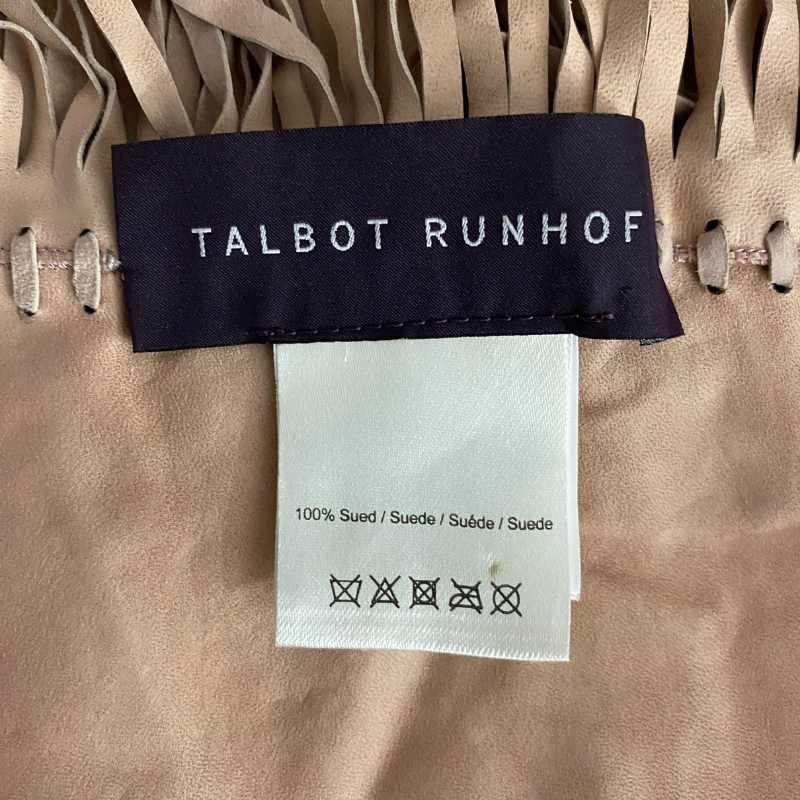 TALBOT RUNHOF
100% Sued / Suede / Suéde / Suede